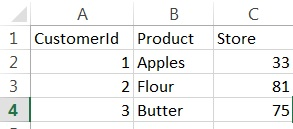 A B C
1 CustomerId Product Store
2 1 Apples 33
3 2 Flour 81
4 3 Butter 75